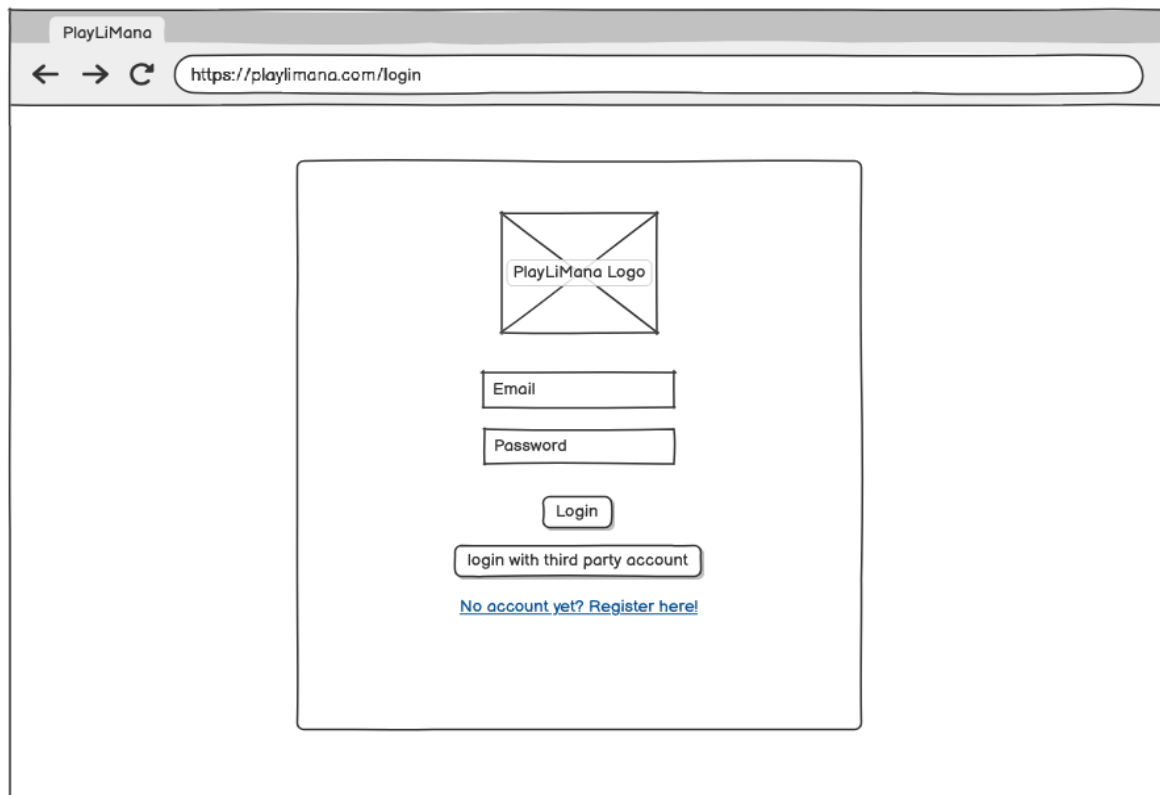 PlayLiMana
https://playlimana.com/login
PlayLiMana Logo
Email
Password
Login
login with third party account
No account yet? Register here!